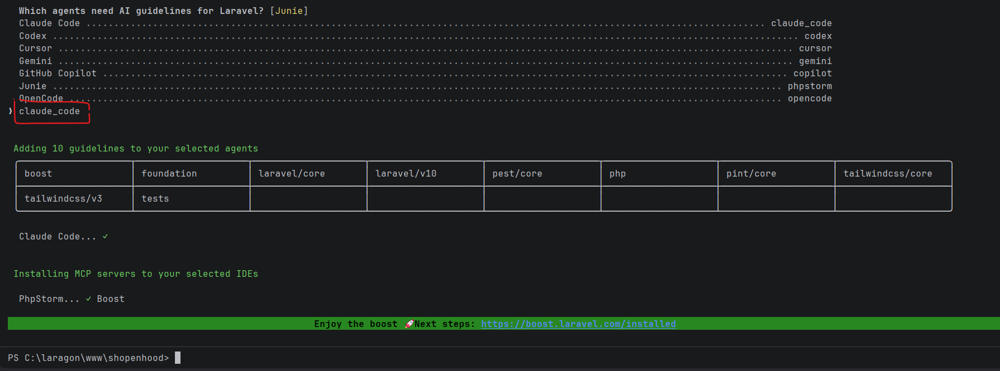 Which agents need AI guidelines for Laravel? [Junie]
Claude Code ........................................................................................................................... claude_code
Codex ...................................................................................................................................... codex
Cursor .................................................................................................................................... cursor
Gemini .................................................................................................................................... gemini
GitHub Copilot ........................................................................................................................... copilot
Junie ................................................................................................................................... phpstorm
OpenCode ................................................................................................................................ opencode
❯ claude_code
Adding 10 guidelines to your selected agents
boost foundation laravel/core laravel/v10 pest/core php pint/core tailwindcss/core
tailwindcss/v3 tests
Claude Code... ✓
Installing MCP servers to your selected IDEs
PhpStorm... ✓ Boost
Enjoy the boost 🚀Next steps: https://boost.laravel.com/installed
PS C:\laragon\www\shopenhood>